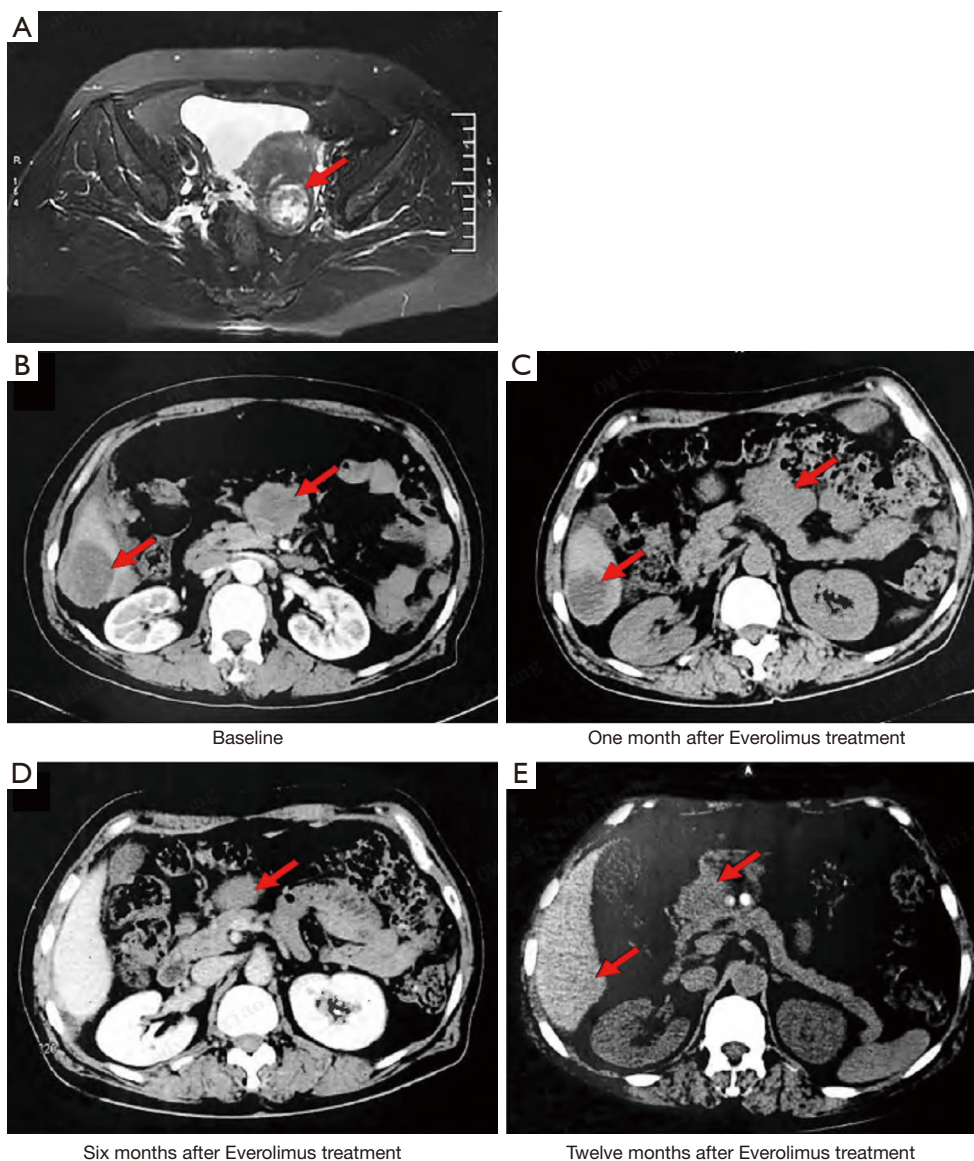 A
R
L
B
C
Baseline
One month after Everolimus treatment
D
E
A
Six months after Everolimus treatment
Twelve months after Everolimus treatment